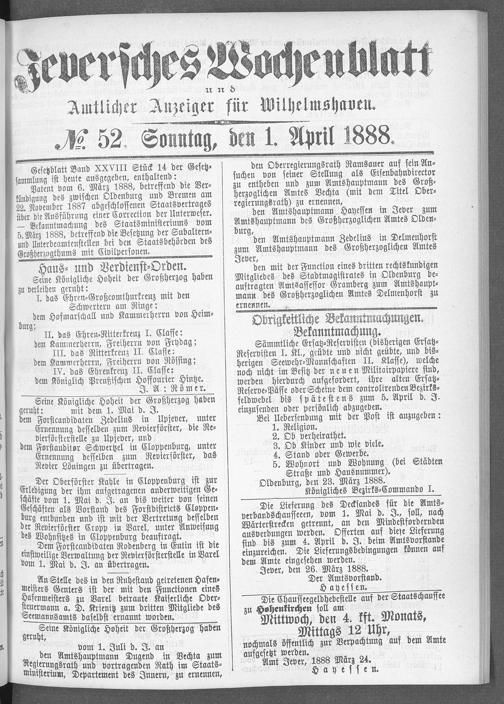 Jeversches Wochenblatt
und
Amtlicher Anzeiger für Wilhelmshaven.
№ 52. Sonntag, den 1. April 1888.
Gesetzblatt Band XXVIII Stück 14 der Gesetz-
sammlung ist heute ausgegeben, enthaltend:
Patent vom 6. März 1888, betreffend die Ver-
kündigung des zwischen Oldenburg und Bremen am
22. November 1887 abgeschlossenen Staatsvertrages
über die Ausführung einer Correction der Unterweser.
— Bekanntmachung des Staatsministeriums vom
5. März 1888, betreffend die Besetzung der Subaltern-
und Unterbeamtenstellen bei den Staatsbehörden des
Großherzogthums mit Civilpersonen.
Haus- und Verdienst-Orden.
Seine Königliche Hoheit der Großherzog haben
zu verleihen geruht:
I. das Ehren-Großcomthurkreuz mit den
Schwertern am Ringe:
dem Hofmarschall und Kammerherrn von Heim-
burg;
II. das Ehren-Ritterkreuz I. Classe:
dem Kammerherrn, Freiherrn von Freydag;
III. das Ritterkreuz II. Classe:
dem Kammerherrn, Freiherrn von Rössing;
IV. das Ehrenkreuz II. Classe:
dem Königlich Preußischen Hoffourier Hintze.
J. A.: Römer.
Seine Königliche Hoheit der Großherzog haben
geruht: mit dem 1. Mai d. J.
dem Forstcandidaten Zedelius in Upjever, unter
Ernennung desselben zum Revierförster, die Re-
vierförsterstelle zu Upjever, und
dem Forstauditor Schwerzel in Cloppenburg, unter
Ernennung desselben zum Revierförster, das
Revier Löningen zu übertragen.
Der Oberförster Kahle in Cloppenburg ist zur
Erledigung der ihm aufgetragenen anderweitigen Ge-
schäfte vom 1. Mai d. J. an bis weiter von seinen
Geschäften als Vorstand des Forstdistricts Cloppen-
burg entbunden und ist mit der Vertretung desselben
der Revierförster Cropp in Varel, unter Anweisung
des Wohnsitzes in Cloppenburg beauftragt.
Dem Forstcandidaten Rodenberg in Eutin ist die
einstweilige Verwaltung der Revierförsterstelle in Varel
vom 1. Mai d. J. an übertragen.
An Stelle des in den Ruhestand getretenen Hafen-
meisters Genters ist der mit den Functionen eines
Hafenmeisters zu Varel betraute Kaiserliche Ober-
steuermann a. D. Krienitz zum dritten Mitgliede des
Seemannsamts daselbst ernannt worden.
Seine Königliche Hoheit der Großherzog haben
geruht,
vom 1. Juli d. J. an
den Amtshauptmann Dugend in Vechta zum
Regierungsrath und vortragenden Rath im Staats-
ministerium, Departement des Innern, zu ernennen,
den Oberregierungsrath Ramsauer auf sein An-
suchen von seiner Stellung als Eisenbahndirector
zu entheben und zum Amtshauptmann des Groß-
herzoglichen Amtes Vechta (mit dem Titel Ober-
regierungsrath) zu ernennen,
den Amtshauptmann Hayessen in Jever zum
Amtshauptmann des Großherzoglichen Amtes Olden-
burg,
den Amtshauptmann Zedelius in Delmenhorst
zum Amtshauptmann des Großherzoglichen Amtes
Jever,
den mit der Function eines dritten rechtskundigen
Mitgliedes des Stadtmagistrates in Oldenburg be-
auftragten Amtsassessor Gramberg zum Amtshaupt-
mann des Großherzoglichen Amtes Delmenhorst zu
ernennen.
Obrigkeitliche Bekanntmachungen.
Bekanntmachung.
Sämmtliche Ersatz-Reservisten (bisherigen Ersatz-
Reservisten I. Kl., geübte und nicht geübte, und bis-
herigen Seewehr-Mannschaften II. Classe), welche
noch nicht im Besitz der neuen Militairpapiere sind,
werden hierdurch aufgefordert, ihre alten Ersatz-
Reserve-Pässe oder Scheine dem controlirenden Bezirks-
feldwebel bis spätestens zum 5. April d. J.
einzusenden oder persönlich abzugeben.
Bei Uebersendung mit der Post ist anzugeben:
1. Religion.
2. Ob verheirathet.
3. Ob Kinder und wie viele.
4. Stand oder Gewerbe.
5. Wohnort und Wohnung (bei Städten
Straße und Hausnummer).
Oldenburg, den 23. März 1888.
Königliches Bezirks-Commando I.
Die Lieferung des Decksandes für die Amts-
verbandschausseen, vom 1. Mai d. J., soll, nach
Wärterstrecken getrennt, an den Mindestfordernden
ausverdungen werden. Offerten auf diese Lieferung
sind bis zum 4. April d. J. beim Amtsvorstande
einzureichen. Die Lieferungsbedingungen können auf
dem Amte eingesehen werden.
Jever, den 26. März 1888.
Der Amtsvorstand.
Hayessen.
Die Chausseegeldhebestelle auf der Staatschaussee
zu Hohenkirchen soll am
Mittwoch, den 4. kft. Monats,
Mittags 12 Uhr,
nochmals öffentlich zur Verpachtung auf dem Amte
aufgesetzt werden.
Amt Jever, 1888 März 24.
Hayessen.